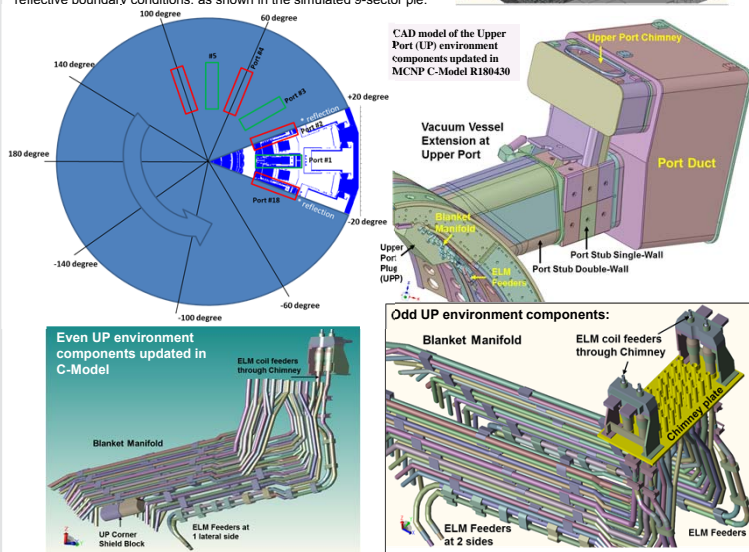 reflective boundary conditions. as shown in the simulated 9-sector pie.
100 degree
60 degree
#5
Port #4
140 degree
Port #3
+20 degree
* reflection
Port #2
180 degree
Port #1
Port #18
* reflection
-20 degree
-140 degree
-60 degree
-100 degree
CAD model of the Upper
Port (UP) environment
components updated in
MCNP C-Model R180430
Upper Port Chimney
Vacuum Vessel
Extension at
Upper Port
Port Duct
Blanket
Manifold
Upper
Port
Plug
(UPP)
ELM
Feeders
Port Stub Single-Wall
Port Stub Double-Wall
Even UP environment
components updated in
C-Model
ELM coil feeders
through Chimney
Blanket Manifold
UP Corner
Shield Block
ELM Feeders at
1 lateral side
Odd UP environment components:
Blanket Manifold
ELM coil feeders
through Chimney
Chimney plate
ELM Feeders
at 2 sides
ELM Feeders